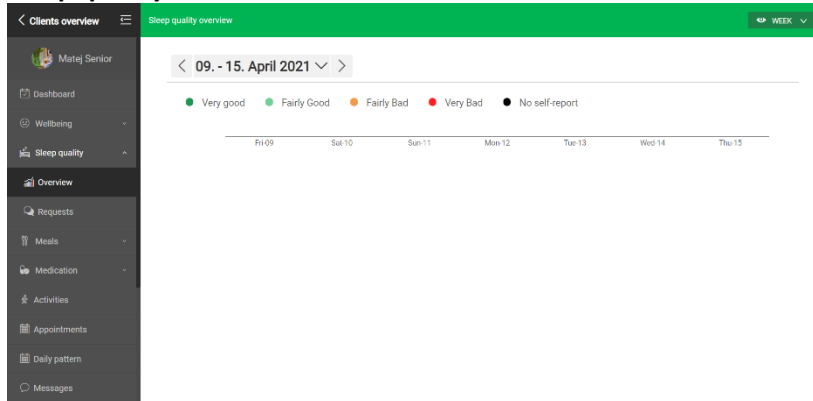 Clients overview
Sleep quality overview
WEEK
Matej Senior
09. - 15. April 2021
Dashboard
Very good
Fairly Good
Fairly Bad
Very Bad
No self-report
Wellbeing
Fri-09
Sat-10
Sun-11
Mon-12
Tue-13
Wed-14
Thu-15
Sleep quality
Overview
Requests
Meals
Medication
Activities
Appointments
Daily pattern
Messages